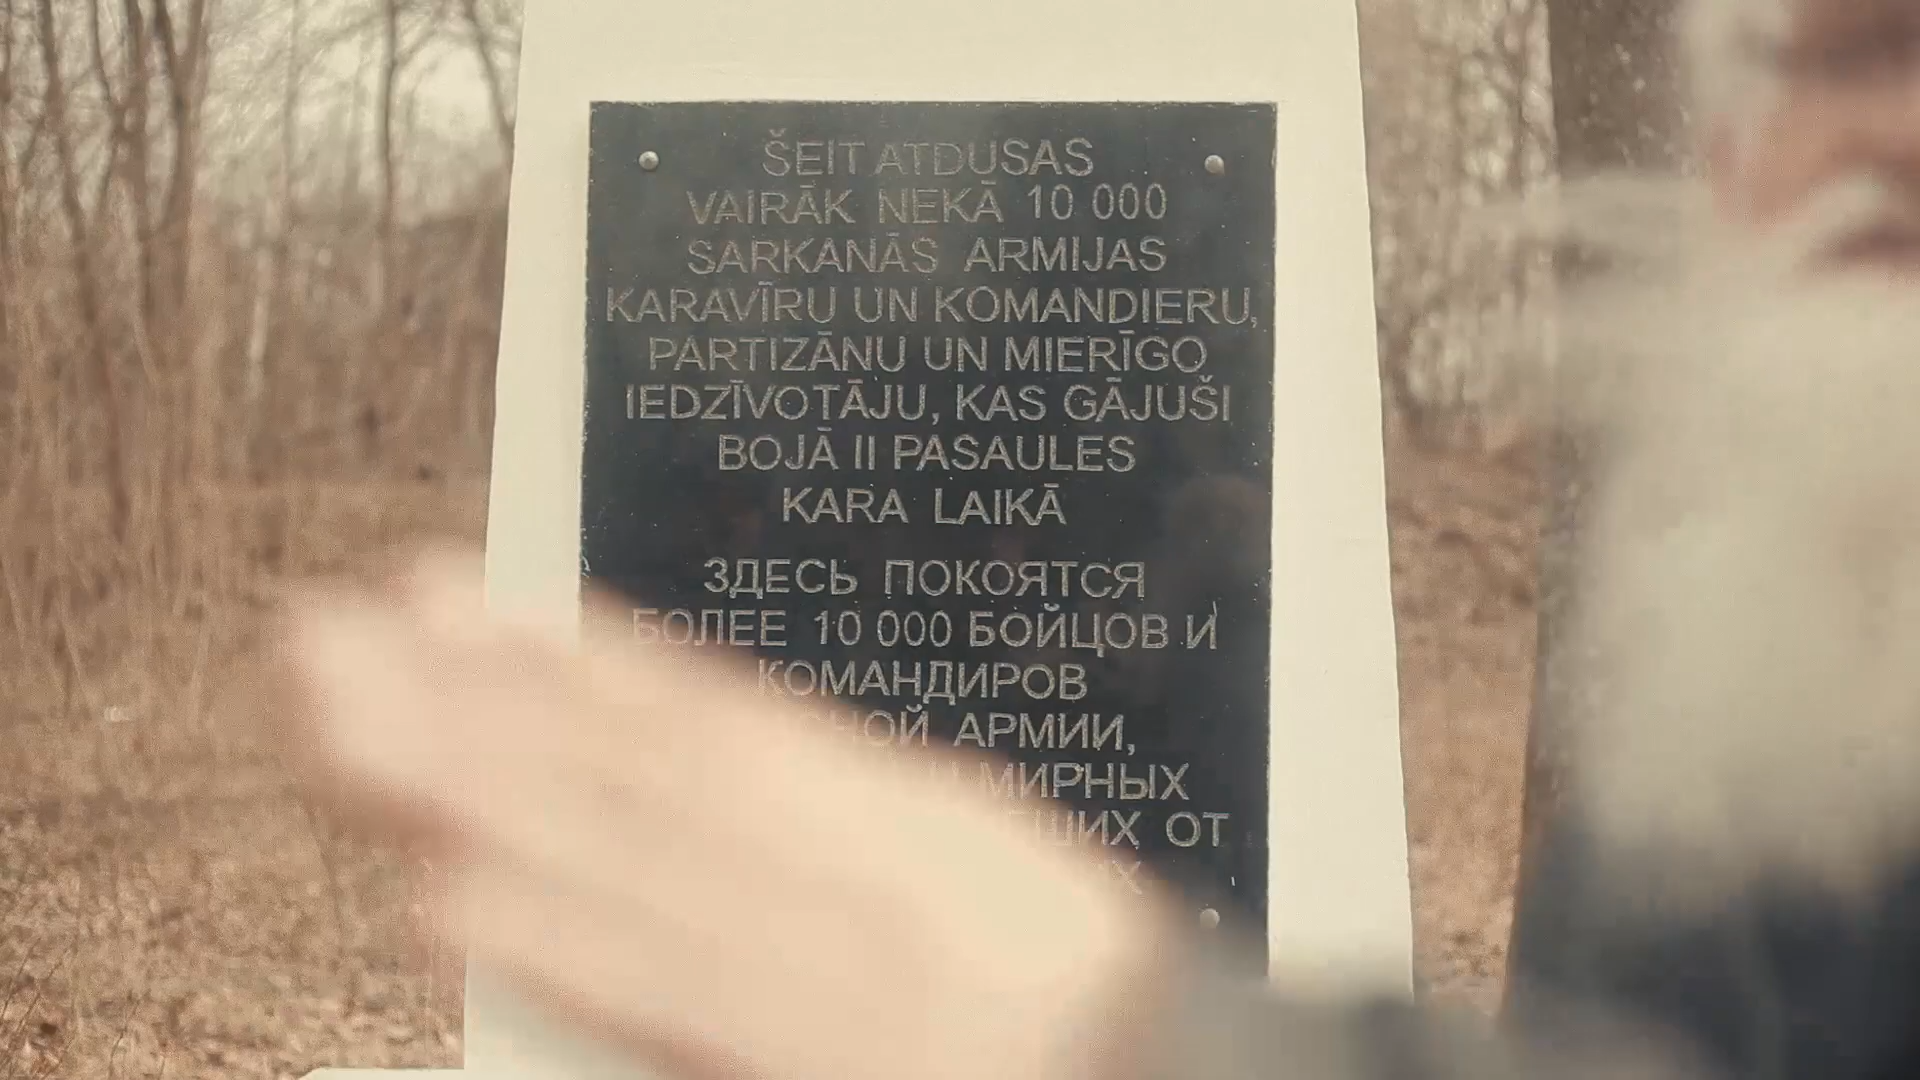 ŠEIT ATDUSAS
VAIRĀK NEKĀ 10 000
SARKANĀS ARMIJAS
KARAVĪRU UN KOMANDIERU,
PARTIZĀŅU UN MIERĪGO
IEDZĪVOTĀJU, KAS GĀJUŠI
BOJĀ II PASAULES
KARA LAIKĀ
ЗДЕСЬ ПОКОЯТСЯ
БОЛЕЕ 10 000 БОЙЦОВ И
КОМАНДИРОВ
АРМИИ,
МИРНЫХ
ОТ